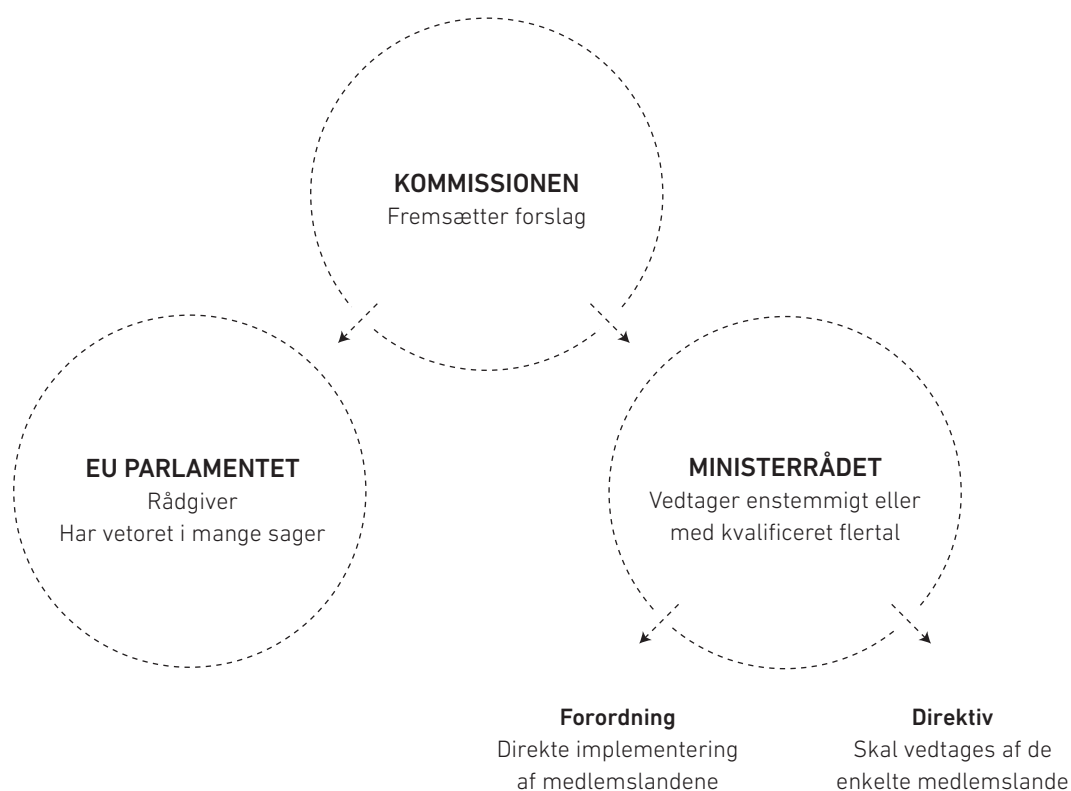 KOMMISSIONEN
Fremsætter forslag
EU PARLAMENTET
Rådgiver
Har vetoret i mange sager
MINISTERRÅDET
Vedtager enstemmigt eller
med kvalificeret flertal
Forordning
Direkte implementering
af medlemslandene
Direktiv
Skal vedtages af de
enkelte medlemslande